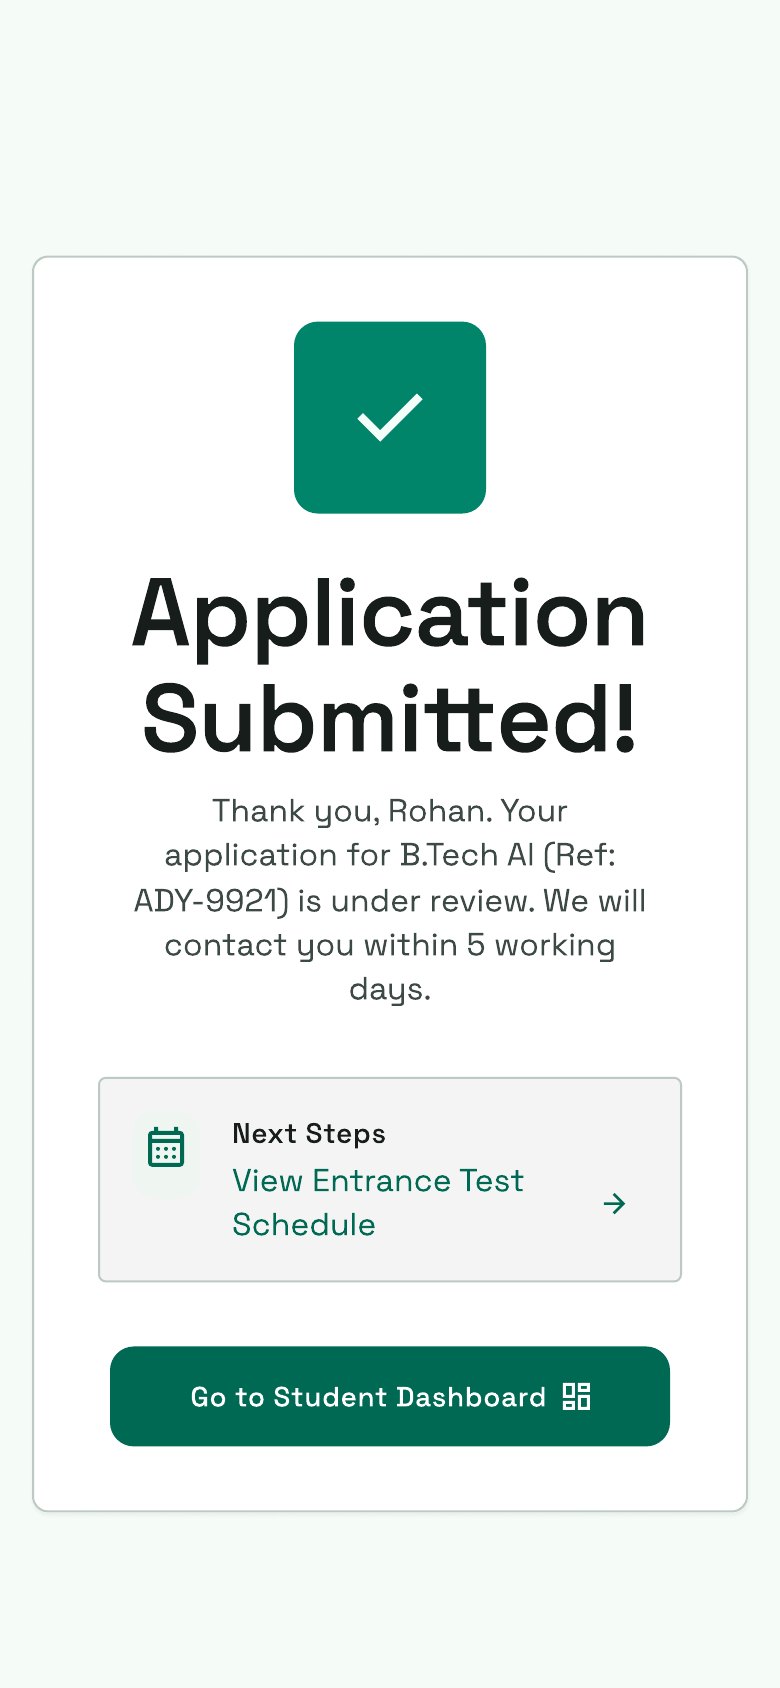 Application
Submitted!
Thank you, Rohan. Your
application for B.Tech AI (Ref:
ADY-9921) is under review. We will
contact you within 5 working
days.
Next Steps
View Entrance Test
Schedule
Go to Student Dashboard